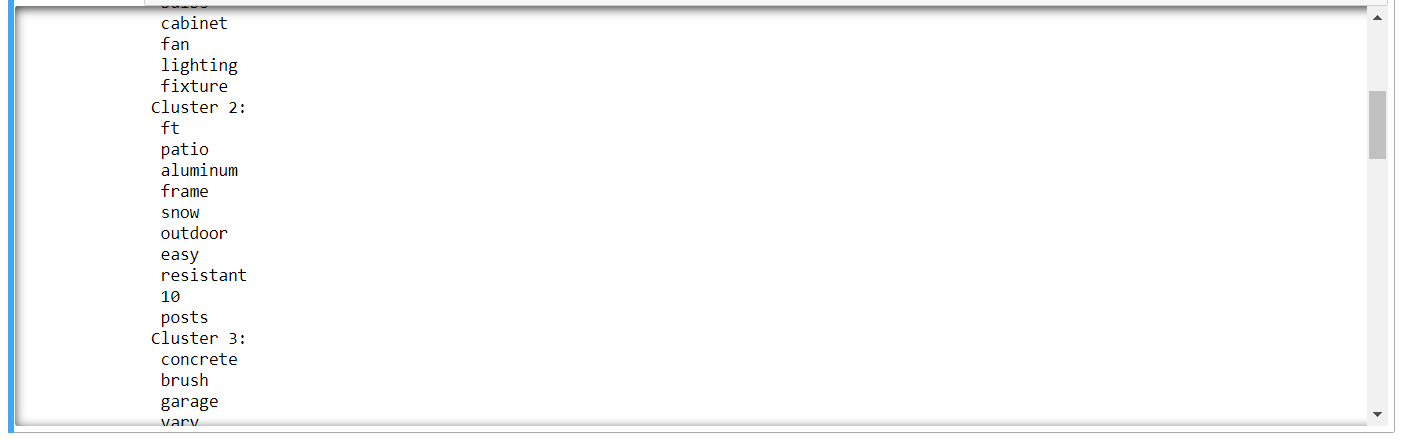 cabinet
fan
lighting
fixture
Cluster 2:
ft
patio
aluminum
frame
snow
outdoor
easy
resistant
10
posts
Cluster 3:
concrete
brush
garage
vary